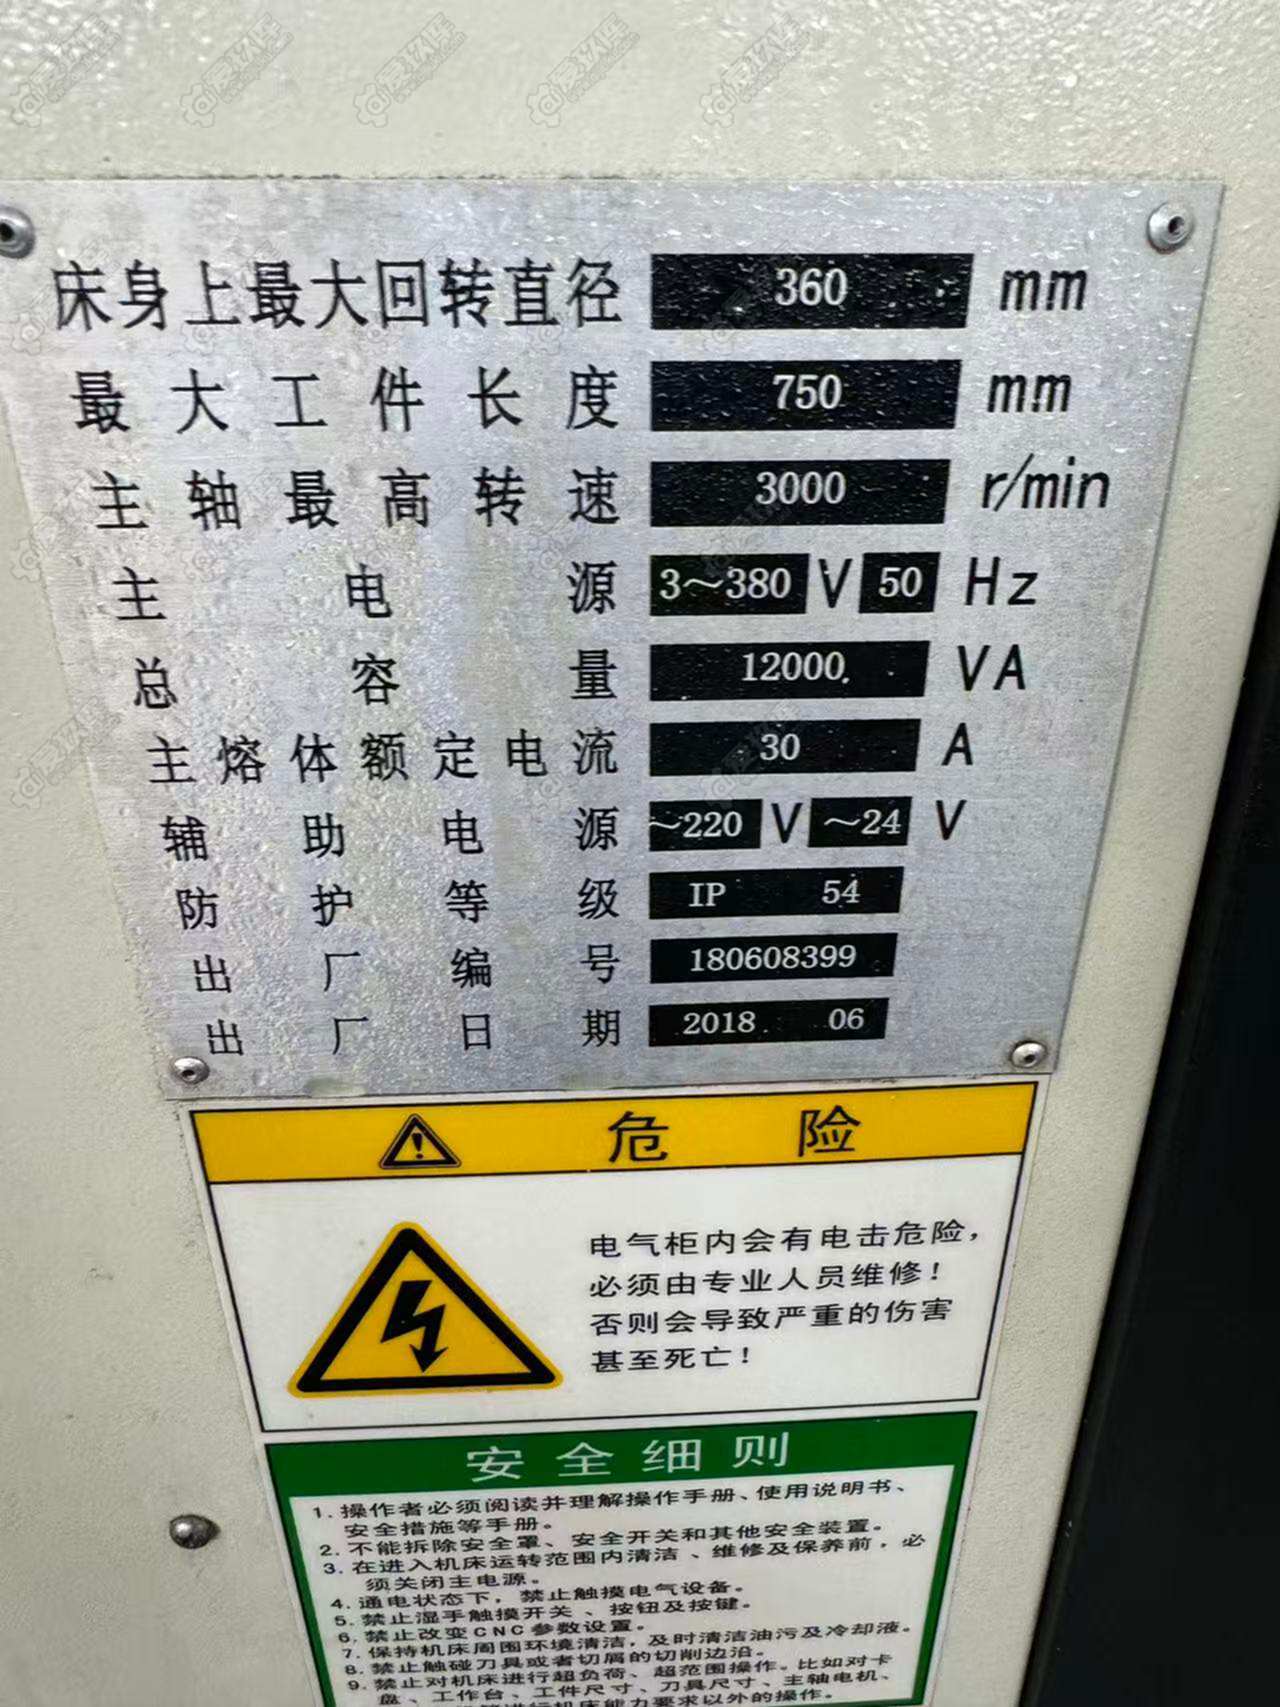 床身上最大回转直径 360 mm
最大工件长度 750 mm
主轴最高转速 3000 r/min
主电源 3～380 V 50 Hz
总容量 12000 VA
主熔体额定电流 30 A
辅助电源 ～220 V ～24 V
防护等级 IP 54
出厂编号 180608399
出厂日期 2018 06
危险
电气柜内会有电击危险，
必须由专业人员维修！
否则会导致严重的伤害
甚至死亡！
安全细则
1. 操作者必须阅读并理解操作手册、使用说明书、
安全措施等手册。
2. 不能拆除安全罩、安全开关和其他安全装置。
3. 在进入机床运转范围内清洁、维修及保养前，必
须关闭主电源。
4. 通电状态下，禁止触摸电气设备。
5. 禁止湿手触摸开关、按钮及按键。
6. 禁止改变CNC参数设置。
7. 保持机床周围环境清洁，及时清洁油污及冷却液。
8. 禁止触碰刀具或者切屑的切削边沿。
9. 禁止对机床进行超负荷、超范围操作。比如对卡
盘、工作台、工件尺寸、刀具尺寸、主轴电机、
进行机床能力要求以外的操作。